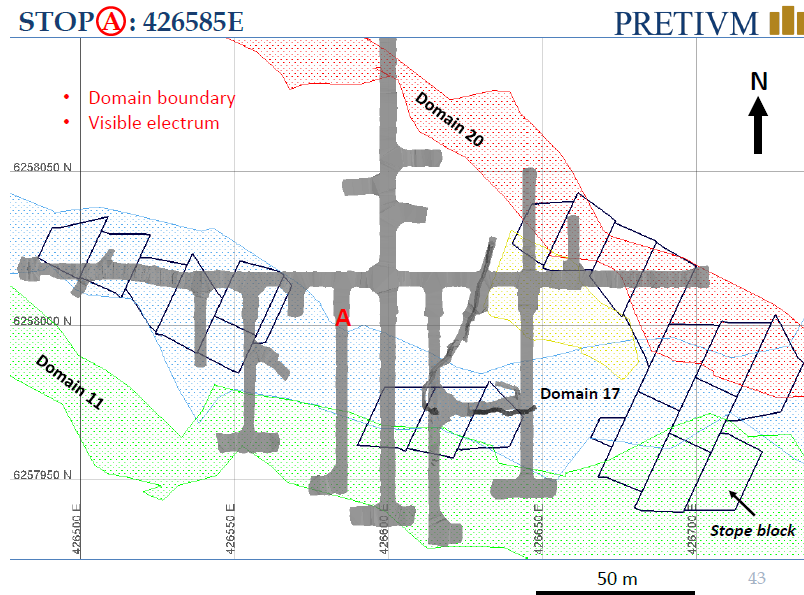 STOP A: 426585E
PRETIVM
• Domain boundary
• Visible electrum
N
Domain 20
6258050 N
6258000 N
A
Domain 11
Domain 17
6257950 N
426500 E
426550 E
426600 E
426650 E
426700 E
Stope block
50 m
43